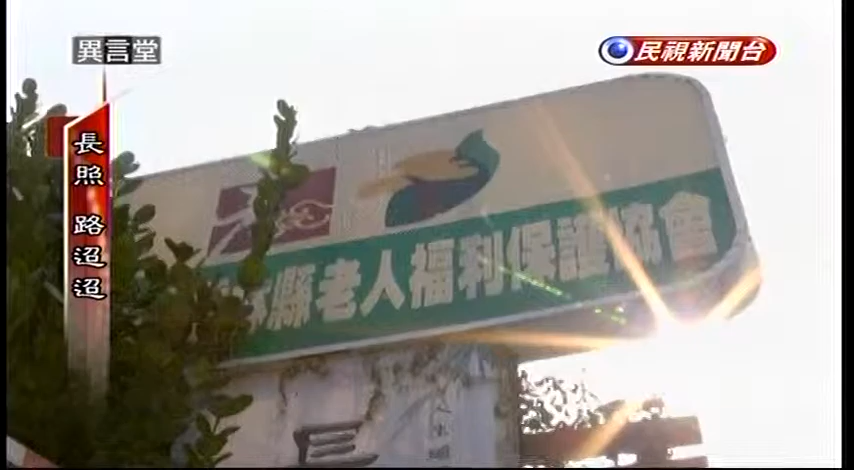 異言堂
民視新聞台
長照 路迢迢
縣老人福利保護協會
長